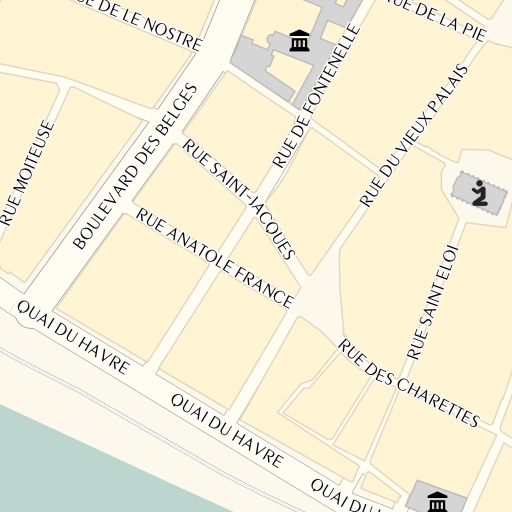 SE DE LE NOSTRE
RUE DE LA PIE
RUE DE FONTENELLE
BOULEVARD DES BELGES
RUE DU VIEUX PALAIS
RUE MOITEUSE
RUE SAINT-JACQUES
RUE ANATOLE FRANCE
RUE SAINT-ELOI
QUAI DU HAVRE
RUE DES CHARETTES
QUAI DU HAVRE
QUAI DU